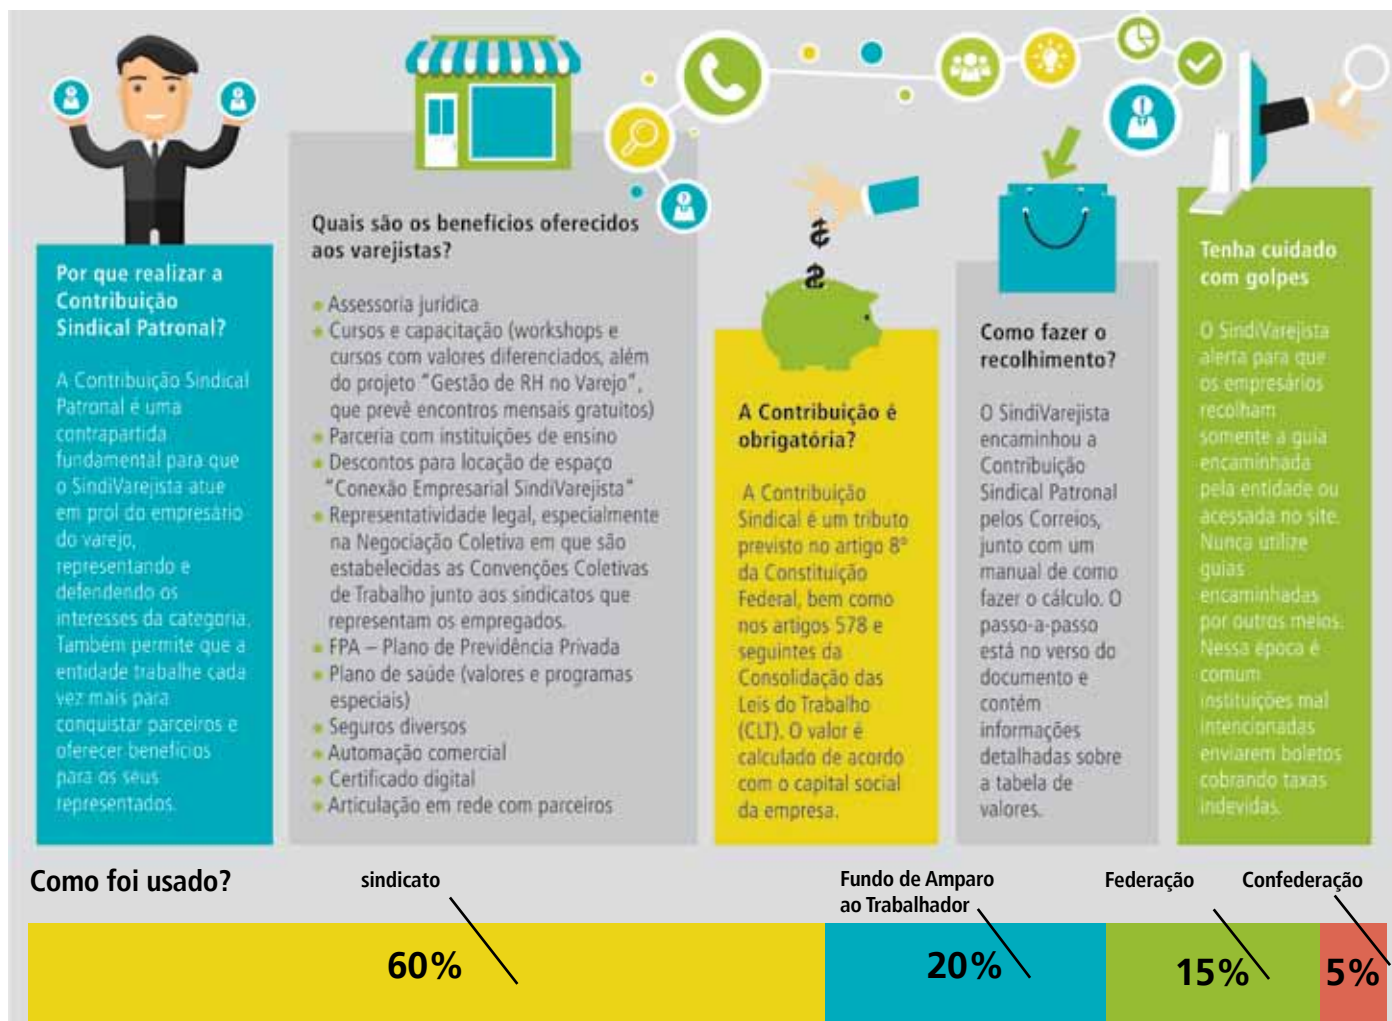 Por que realizar a
Contribuição
Sindical Patronal?
A Contribuição Sindical
Patronal é uma
contrapartida
fundamental para que
o SindiVarejista atue
em prol do empresário
do varejo,
representando e
defendendo os
interesses da categoria.
Também permite que a
entidade trabalhe cada
vez mais para
conquistar parceiros e
oferecer benefícios
para os seus
representados.
Quais são os benefícios oferecidos
aos varejistas?
Assessoria jurídica
Cursos e capacitação (workshops e
cursos com valores diferenciados, além
do projeto “Gestão de RH no Varejo”,
que prevê encontros mensais gratuitos)
Parceria com instituições de ensino
Descontos para locação de espaço
“Conexão Empresarial SindiVarejista”
Representatividade legal, especialmente
na Negociação Coletiva em que são
estabelecidas as Convenções Coletivas
de Trabalho junto aos sindicatos que
representam os empregados.
FPA – Plano de Previdência Privada
Plano de saúde (valores e programas
especiais)
Seguros diversos
Automação comercial
Certificado digital
Articulação em rede com parceiros
A Contribuição é
obrigatória?
A Contribuição
Sindical é um tributo
previsto no artigo 8º
da Constituição
Federal, bem como
nos artigos 578 e
seguintes da
Consolidação das
Leis do Trabalho
(CLT). O valor é
calculado de acordo
com o capital social
da empresa.
Como fazer o
recolhimento?
O SindiVarejista
encaminhou a
Contribuição
Sindical Patronal
pelos Correios,
junto com um
manual de como
fazer o cálculo. O
passo-a-passo
está no verso do
documento e
contém
informações
detalhadas sobre
a tabela de
valores.
Tenha cuidado
com golpes
O SindiVarejista
alerta para que
os empresários
recolham
somente a guia
encaminhada
pela entidade ou
acessada no site.
Nunca utilize
guias
encaminhadas
por outros meios.
Nessa época é
comum
instituições mal
intencionadas
enviarem boletos
cobrando taxas
indevidas.
Como foi usado?
sindicato
Fundo de Amparo
ao Trabalhador
Federação
Confederação
60%
20%
15%
5%